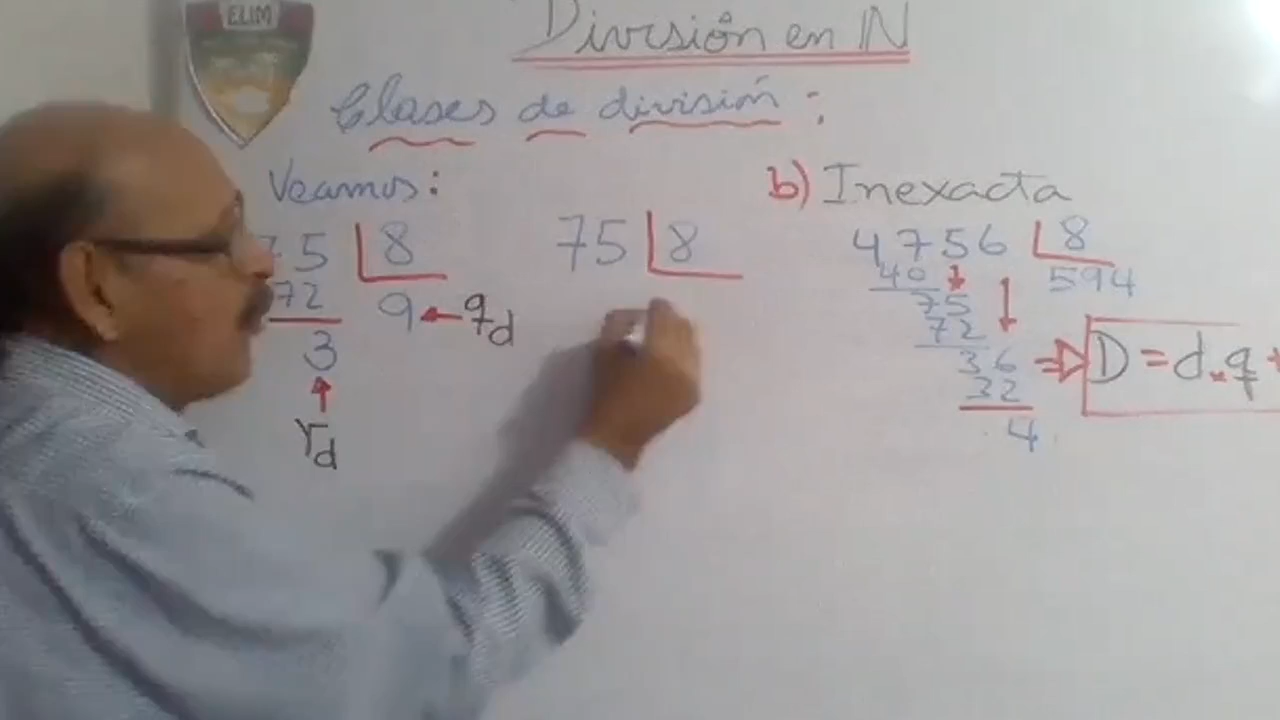 ELIM
División en N
Clases de división :
Veamos:
75 8
72 9 ← qd
3
rd
75 8
b) Inexacta
4756 8
40 594
75
72
36
32
4
D = d.q +